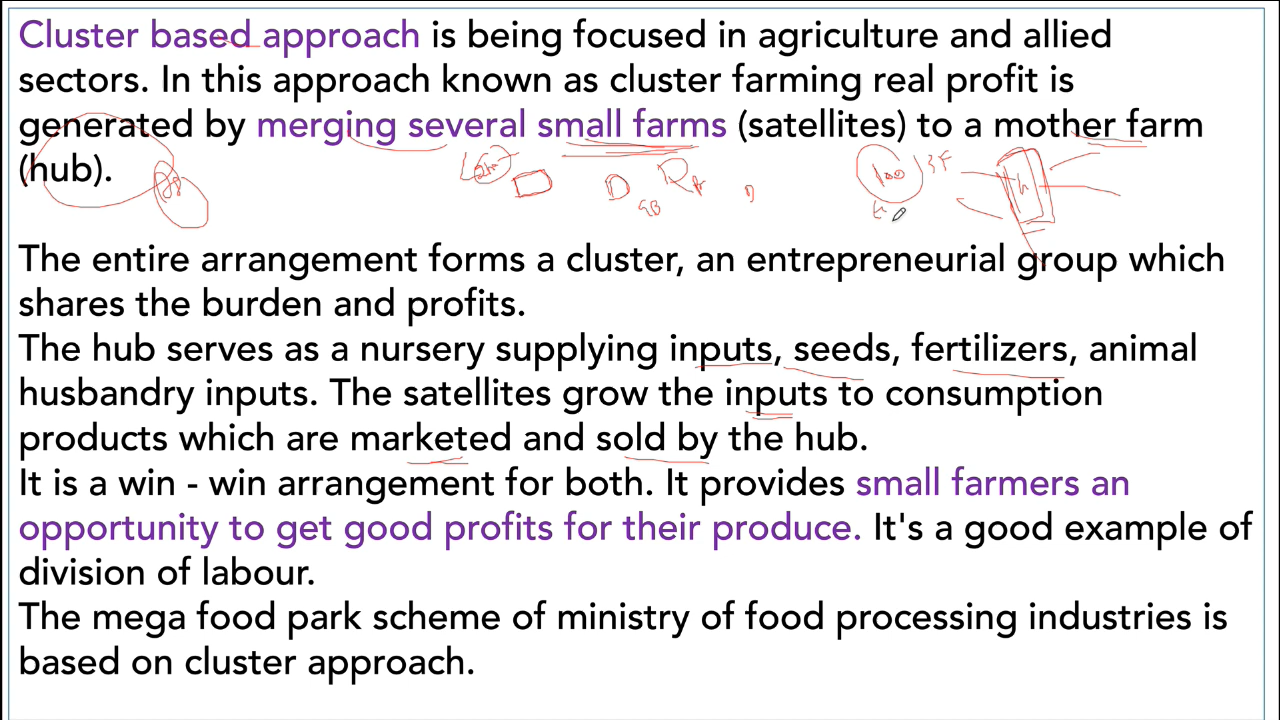 Cluster based approach is being focused in agriculture and allied
sectors. In this approach known as cluster farming real profit is
generated by merging several small farms (satellites) to a mother farm
(hub).
100
The entire arrangement forms a cluster, an entrepreneurial group which
shares the burden and profits.
The hub serves as a nursery supplying inputs, seeds, fertilizers, animal
husbandry inputs. The satellites grow the inputs to consumption
products which are marketed and sold by the hub.
It is a win - win arrangement for both. It provides small farmers an
opportunity to get good profits for their produce. It's a good example of
division of labour.
The mega food park scheme of ministry of food processing industries is
based on cluster approach.